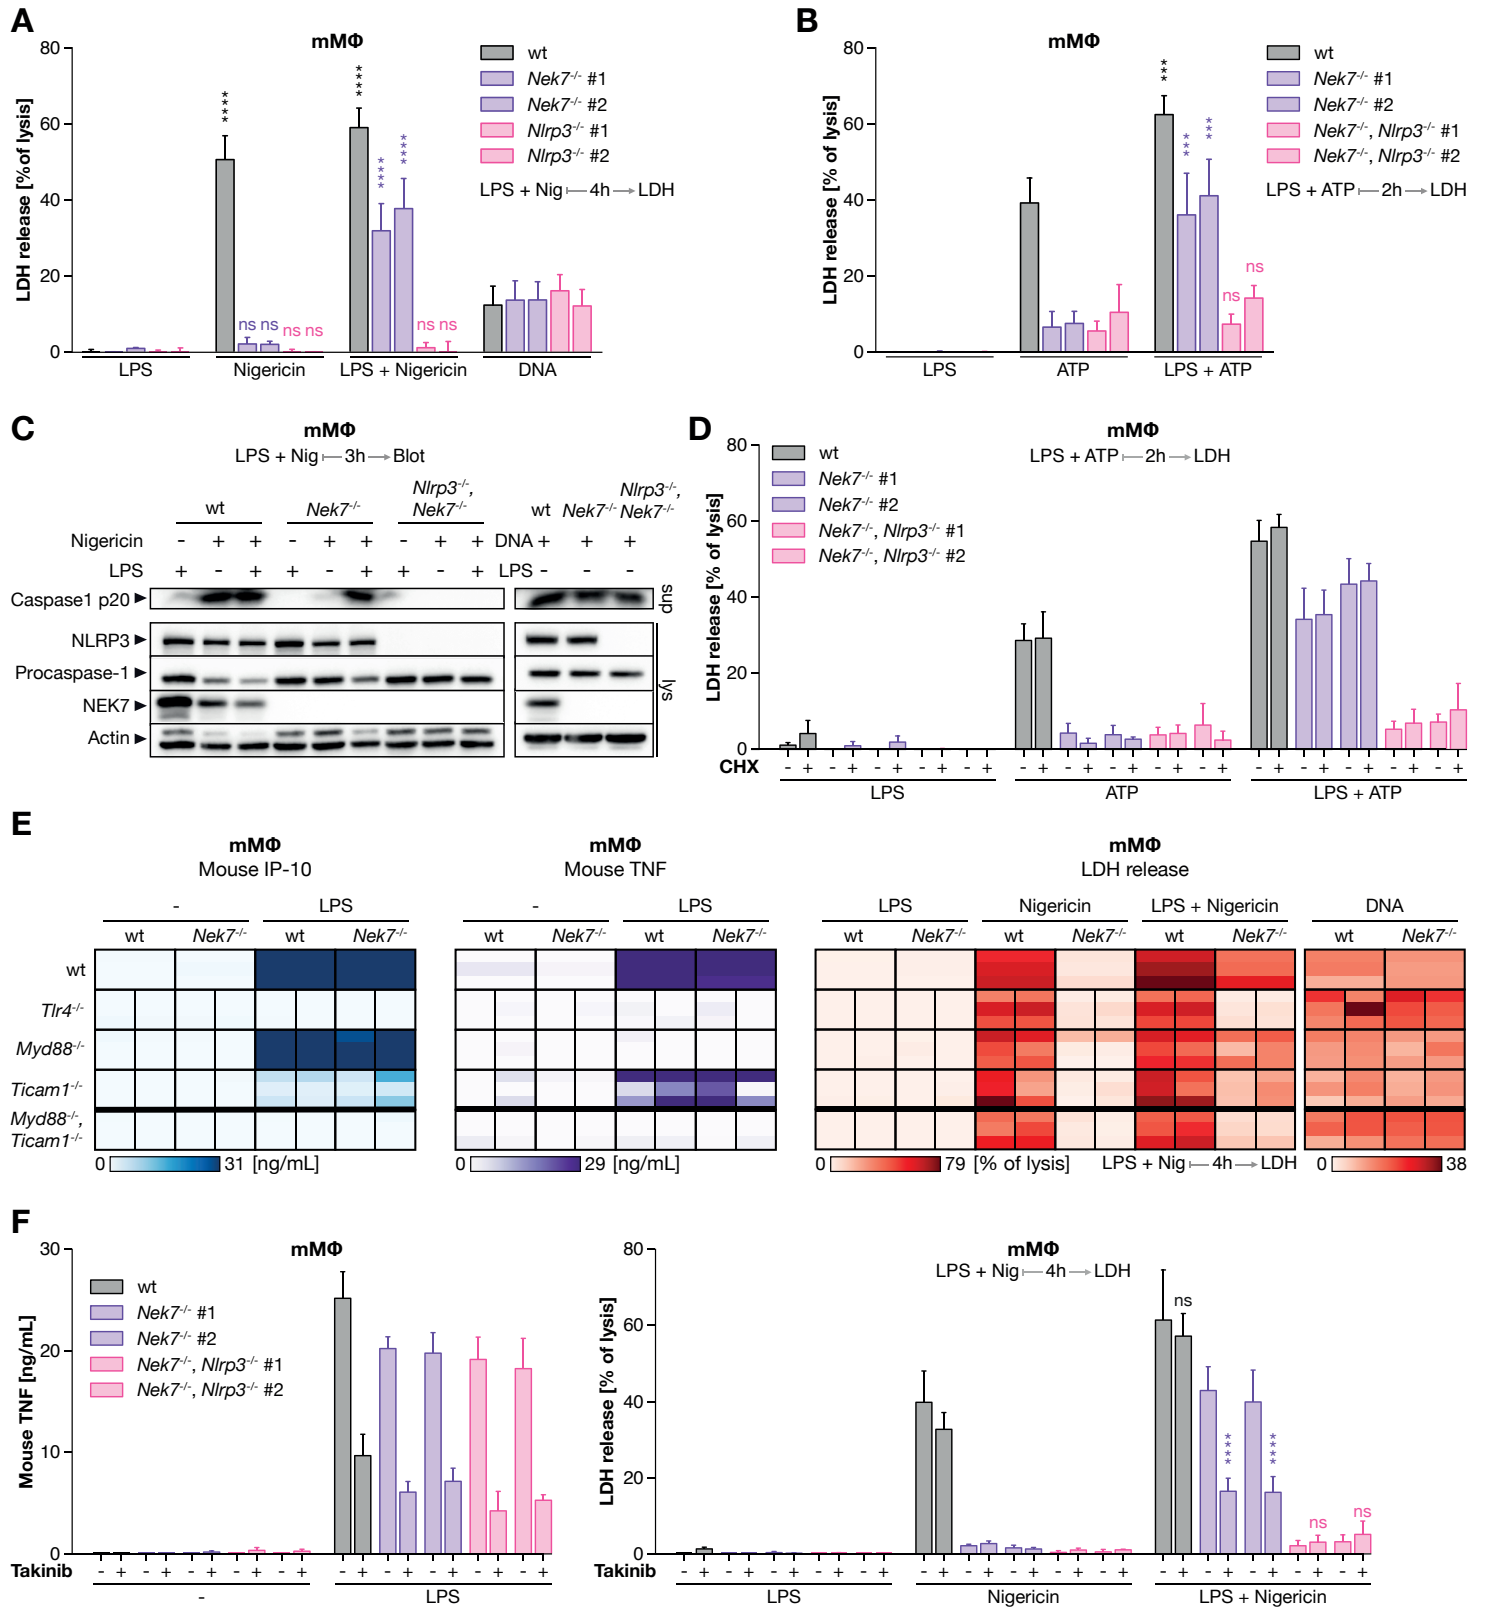 A
mMΦ
LDH release [%of lysis]
80
60
40
20
0
****
ns ns
ns ns
****
****
****
ns ns
LPS
Nigericin
LPS + Nigericin
DNA
wt
Nek7-/- #1
Nek7-/- #2
Nlrp3-/- #1
Nlrp3-/- #2
LPS + Nig 4h LDH
B
mMΦ
LDH release [% of lysis]
80
60
40
20
0
***
***
***
ns
ns
LPS
ATP
LPS + ATP
wt
Nek7-/- #1
Nek7-/- #2
Nek7-/-, Nlrp3-/- #1
Nek7-/-, Nlrp3-/- #2
LPS + ATP 2h LDH
C
mMΦ
LPS + Nig 3h Blot
wt
Nek7-/-
Nlrp3-/-,
Nek7-/-
wt
Nek7-/-
Nlrp3-/-,
Nek7-/-
Nigericin - + + - + + - + + DNA + + +
LPS + - + + - + + - + LPS - - -
Caspase1 p20
NLRP3
Procaspase-1
NEK7
Actin
sup
lys
D
mMΦ
LPS + ATP 2h LDH
wt
Nek7-/- #1
Nek7-/- #2
Nek7-/-, Nlrp3-/- #1
Nek7-/-, Nlrp3-/- #2
LDH release [% of lysis]
80
60
40
20
0
CHX - + - + - + - + - + - + - + - + - + - + - + - + - + - + - +
LPS
ATP
LPS + ATP
E
mMΦ
Mouse IP-10
- LPS
wt Nek7-/- wt Nek7-/-
wt
Tlr4-/-
Myd88-/-
Ticam1-/-
Myd88-/-,
Ticam1-/-
0 31 [ng/mL]
mMΦ
Mouse TNF
- LPS
wt Nek7-/- wt Nek7-/-
0 29 [ng/mL]
mMΦ
LDH release
LPS Nigericin LPS + Nigericin DNA
wt Nek7-/- wt Nek7-/- wt Nek7-/- wt Nek7-/-
0 79 [% of lysis]
LPS + Nig 4h LDH
0 38
F
mMΦ
Mouse TNF [ng/mL]
30
20
10
0
wt
Nek7-/- #1
Nek7-/- #2
Nek7-/-, Nlrp3-/- #1
Nek7-/-, Nlrp3-/- #2
Takinib - + - + - + - + - + - + - + - + - + - +
-
LPS
mMΦ
LPS + Nig 4h LDH
LDH release [% of lysis]
80
60
40
20
0
ns
****
****
ns
ns
Takinib - + - + - + - + - + - + - + - + - + - + - + - + - + - + - +
LPS
Nigericin
LPS + Nigericin